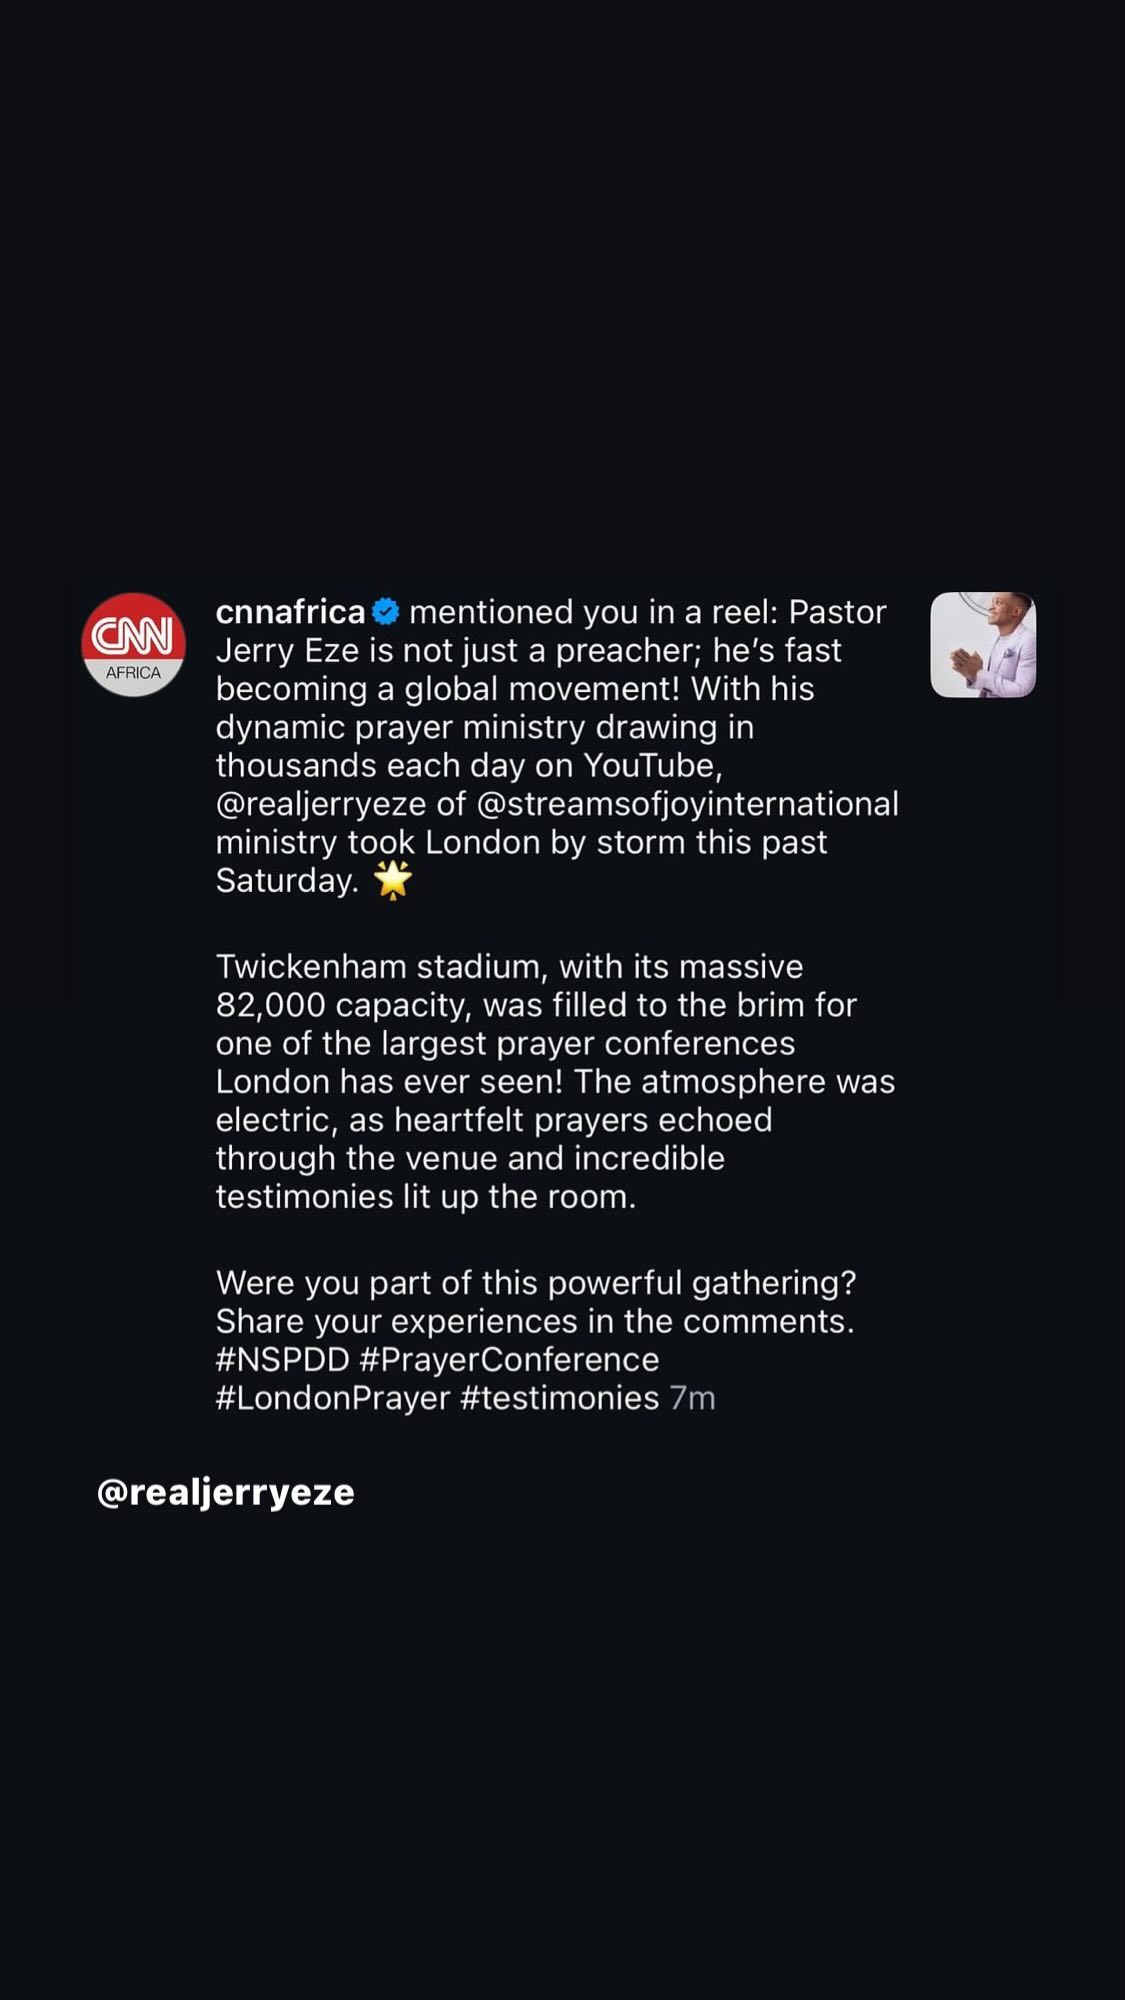 CNN
AFRICA
cnnafrica mentioned you in a reel: Pastor
Jerry Eze is not just a preacher; he’s fast
becoming a global movement! With his
dynamic prayer ministry drawing in
thousands each day on YouTube,
@realjerryeze of @streamsofjoyinternational
ministry took London by storm this past
Saturday. 🌟
Twickenham stadium, with its massive
82,000 capacity, was filled to the brim for
one of the largest prayer conferences
London has ever seen! The atmosphere was
electric, as heartfelt prayers echoed
through the venue and incredible
testimonies lit up the room.
Were you part of this powerful gathering?
Share your experiences in the comments.
#NSPDD #PrayerConference
#LondonPrayer #testimonies 7m
@realjerryeze